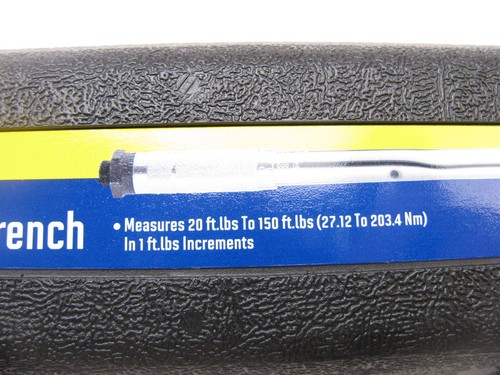 rench
• Measures 20 ft.lbs To 150 ft.lbs (27.12 To 203.4 Nm)
In 1 ft.lbs Increments